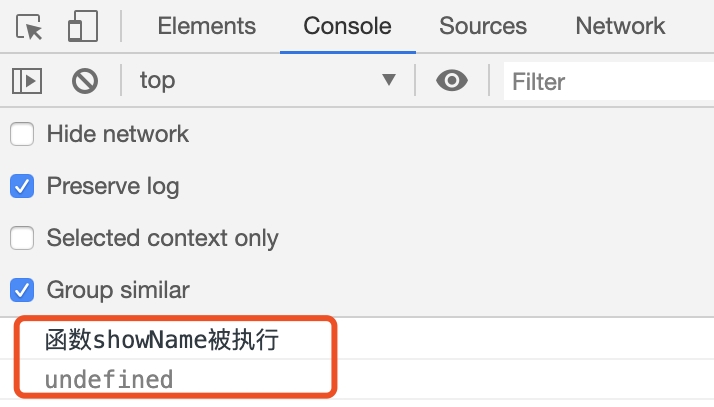 Elements Console Sources Network
top Filter
Hide network
Preserve log
Selected context only
Group similar
函数showName被执行
undefined